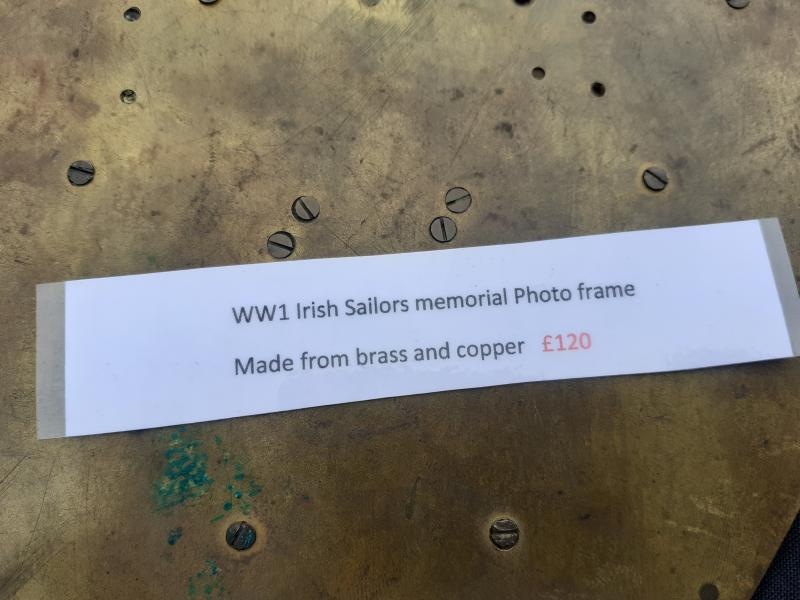 WW1 Irish Sailors memorial Photo frame
Made from brass and copper £120